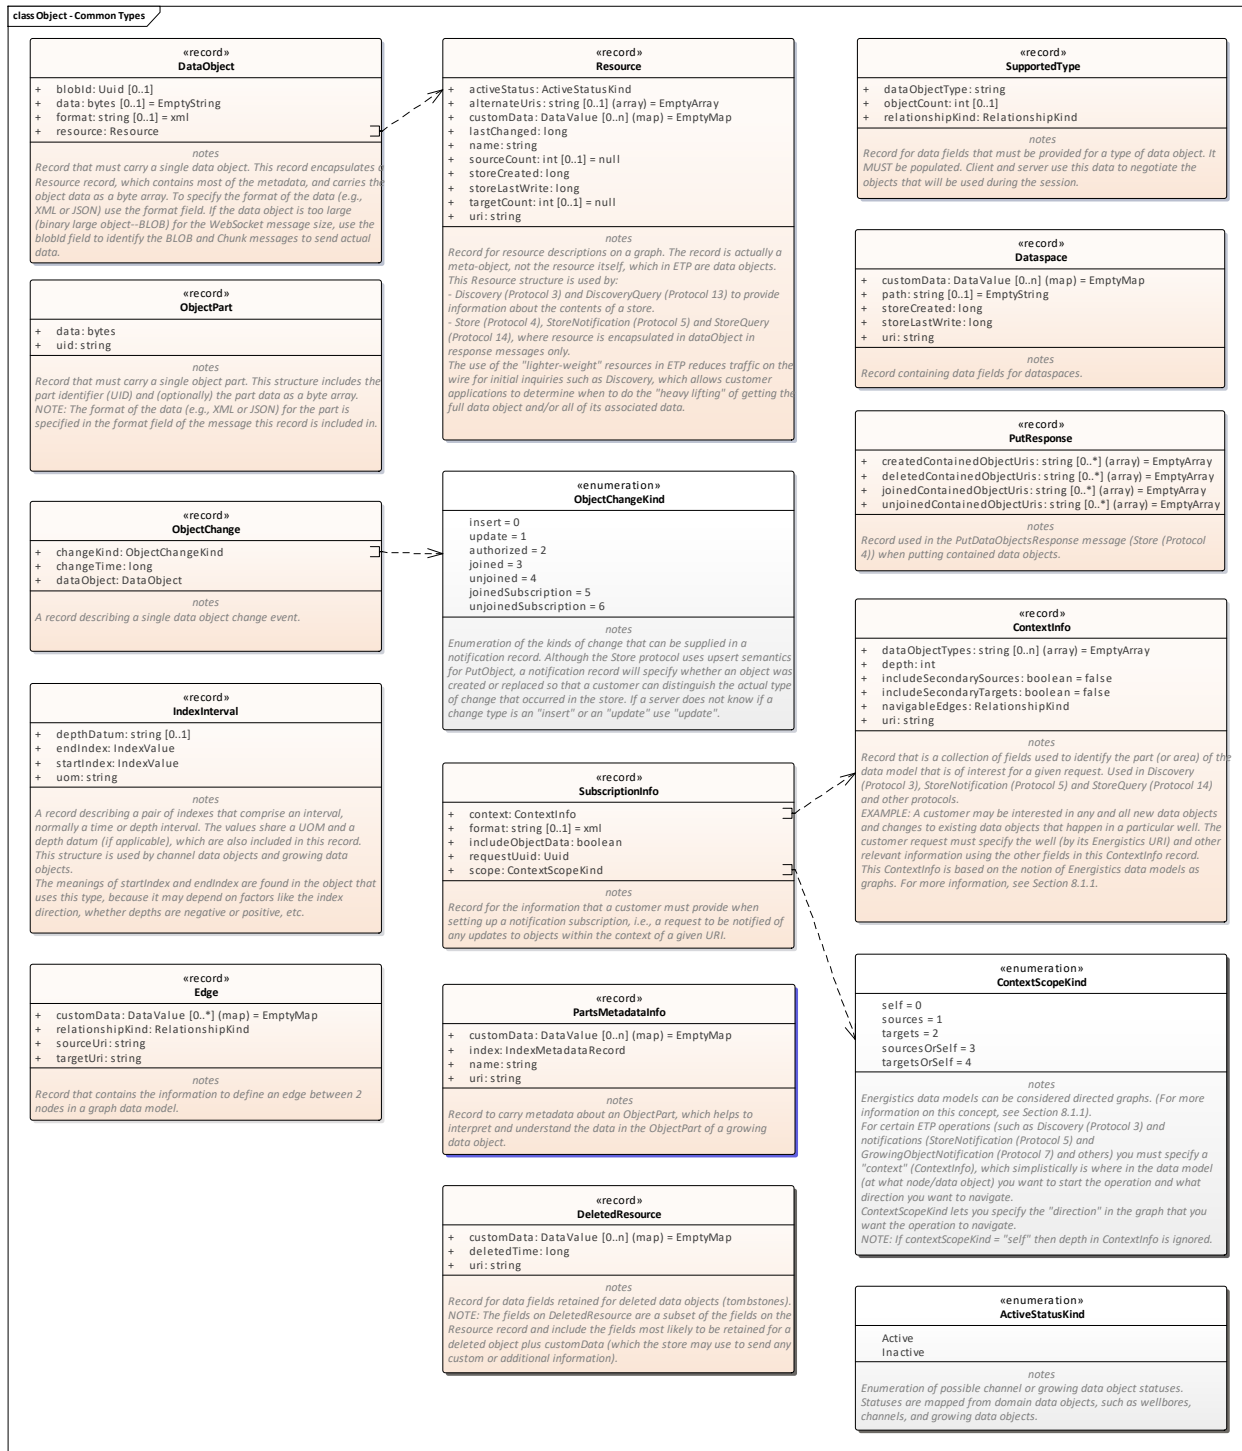 class Object - Common Types
«record»
DataObject
+ blobId: Uuid [0..1]
+ data: bytes [0..1] = EmptyString
+ format: string [0..1] = xml
+ resource: Resource
notes
Record that must carry a single data object. This record encapsulates a
Resource record, which contains most of the metadata, and carries the
object data as a byte array. To specify the format of the data (e.g.,
XML or JSON) use the format field. If the data object is too large
(binary large object--BLOB) for the WebSocket message size, use the
blobId field to identify the BLOB and Chunk messages to send actual
data.
«record»
ObjectPart
+ data: bytes
+ uid: string
notes
Record that must carry a single object part. This structure includes the
part identifier (UID) and (optionally) the part data as a byte array.
NOTE: The format of the data (e.g., XML or JSON) for the part is
specified in the format field of the message this record is included in.
«record»
ObjectChange
+ changeKind: ObjectChangeKind
+ changeTime: long
+ dataObject: DataObject
notes
A record describing a single data object change event.
«record»
IndexInterval
+ depthDatum: string [0..1]
+ endIndex: IndexValue
+ startIndex: IndexValue
+ uom: string
notes
A record describing a pair of indexes that comprise an interval,
normally a time or depth interval. The values share a UOM and a
depth datum (if applicable), which are also included in this record.
This structure is used by channel data objects and growing data
objects.
The meanings of startIndex and endIndex are found in the object that
uses this type, because it may depend on factors like the index
direction, whether depths are negative or positive, etc.
«record»
Edge
+ customData: DataValue [0..*] (map) = EmptyMap
+ relationshipKind: RelationshipKind
+ sourceUri: string
+ targetUri: string
notes
Record that contains the information to define an edge between 2
nodes in a graph data model.
«record»
Resource
+ activeStatus: ActiveStatusKind
+ alternateUris: string [0..1] (array) = EmptyArray
+ customData: DataValue [0..n] (map) = EmptyMap
+ lastChanged: long
+ name: string
+ sourceCount: int [0..1] = null
+ storeCreated: long
+ storeLastWrite: long
+ targetCount: int [0..1] = null
+ uri: string
notes
Record for resource descriptions on a graph. The record is actually a
meta-object, not the resource itself, which in ETP are data objects.
This Resource structure is used by:
- Discovery (Protocol 3) and DiscoveryQuery (Protocol 13) to provide
information about the contents of a store.
- Store (Protocol 4), StoreNotification (Protocol 5) and StoreQuery
(Protocol 14), where resource is encapsulated in dataObject in
response messages only.
The use of the "lighter-weight" resources in ETP reduces traffic on the
wire for initial inquiries such as Discovery, which allows customer
applications to determine when to do the "heavy lifting" of getting the
full data object and/or all of its associated data.
«enumeration»
ObjectChangeKind
insert = 0
update = 1
authorized = 2
joined = 3
unjoined = 4
joinedSubscription = 5
unjoinedSubscription = 6
notes
Enumeration of the kinds of change that can be supplied in a
notification record. Although the Store protocol uses upsert semantics
for PutObject, a notification record will specify whether an object was
created or replaced so that a customer can distinguish the actual type
of change that occurred in the store. If a server does not know if a
change type is an "insert" or an "update" use "update".
«record»
SubscriptionInfo
+ context: ContextInfo
+ format: string [0..1] = xml
+ includeObjectData: boolean
+ requestUuid: Uuid
+ scope: ContextScopeKind
notes
Record for the information that a customer must provide when
setting up a notification subscription, i.e., a request to be notified of
any updates to objects within the context of a given URI.
«record»
PartsMetadataInfo
+ customData: DataValue [0..n] (map) = EmptyMap
+ index: IndexMetadataRecord
+ name: string
+ uri: string
notes
Record to carry metadata about an ObjectPart, which helps to
interpret and understand the data in the ObjectPart of a growing
data object.
«record»
DeletedResource
+ customData: DataValue [0..n] (map) = EmptyMap
+ deletedTime: long
+ uri: string
notes
Record for data fields retained for deleted data objects (tombstones).
NOTE: The fields on DeletedResource are a subset of the fields on the
Resource record and include the fields most likely to be retained for a
deleted object plus customData (which the store may use to send any
custom or additional information).
«record»
SupportedType
+ dataObjectType: string
+ objectCount: int [0..1]
+ relationshipKind: RelationshipKind
notes
Record for data fields that must be provided for a type of data object. It
MUST be populated. Client and server use this data to negotiate the
objects that will be used during the session.
«record»
Dataspace
+ customData: DataValue [0..n] (map) = EmptyMap
+ path: string [0..1] = EmptyString
+ storeCreated: long
+ storeLastWrite: long
+ uri: string
notes
Record containing data fields for dataspaces.
«record»
PutResponse
+ createdContainedObjectUris: string [0..*] (array) = EmptyArray
+ deletedContainedObjectUris: string [0..*] (array) = EmptyArray
+ joinedContainedObjectUris: string [0..*] (array) = EmptyArray
+ unjoinedContainedObjectUris: string [0..*] (array) = EmptyArray
notes
Record used in the PutDataObjectsResponse message (Store (Protocol
4)) when putting contained data objects.
«record»
ContextInfo
+ dataObjectTypes: string [0..n] (array) = EmptyArray
+ depth: int
+ includeSecondarySources: boolean = false
+ includeSecondaryTargets: boolean = false
+ navigableEdges: RelationshipKind
+ uri: string
notes
Record that is a collection of fields used to identify the part (or area) of the
data model that is of interest for a given request. Used in Discovery
(Protocol 3), StoreNotification (Protocol 5) and StoreQuery (Protocol 14)
and other protocols.
EXAMPLE: A customer may be interested in any and all new data objects
and changes to existing data objects that happen in a particular well. The
customer request must specify the well (by its Energistics URI) and other
relevant information using the other fields in this ContextInfo record.
This ContextInfo is based on the notion of Energistics data models as
graphs. For more information, see Section 8.1.1.
«enumeration»
ContextScopeKind
self = 0
sources = 1
targets = 2
sourcesOrSelf = 3
targetsOrSelf = 4
notes
Energistics data models can be considered directed graphs. (For more
information on this concept, see Section 8.1.1).
For certain ETP operations (such as Discovery (Protocol 3) and
notifications (StoreNotification (Protocol 5) and
GrowingObjectNotification (Protocol 7) and others) you must specify a
"context" (ContextInfo), which simplistically is where in the data model
(at what node/data object) you want to start the operation and what
direction you want to navigate.
ContextScopeKind lets you specify the "direction" in the graph that you
want the operation to navigate.
NOTE: If contextScopeKind = "self" then depth in ContextInfo is ignored.
«enumeration»
ActiveStatusKind
Active
Inactive
notes
Enumeration of possible channel or growing data object statuses.
Statuses are mapped from domain data objects, such as wellbores,
channels, and growing data objects.